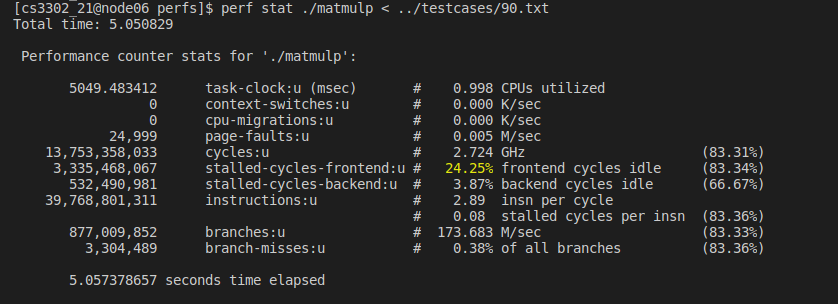 [cs3302_21@node06 perfs]$ perf stat ./matmulp < ../testcases/90.txt
Total time: 5.050829
Performance counter stats for './matmulp':
5049.483412 task-clock:u (msec) # 0.998 CPUs utilized
0 context-switches:u # 0.000 K/sec
0 cpu-migrations:u # 0.000 K/sec
24,999 page-faults:u # 0.005 M/sec
13,753,358,033 cycles:u # 2.724 GHz (83.31%)
3,335,468,067 stalled-cycles-frontend:u # 24.25% frontend cycles idle (83.34%)
532,490,981 stalled-cycles-backend:u # 3.87% backend cycles idle (66.67%)
39,768,801,311 instructions:u # 2.89 insn per cycle
# 0.08 stalled cycles per insn (83.36%)
877,009,852 branches:u # 173.683 M/sec (83.33%)
3,304,489 branch-misses:u # 0.38% of all branches (83.36%)
5.057378657 seconds time elapsed